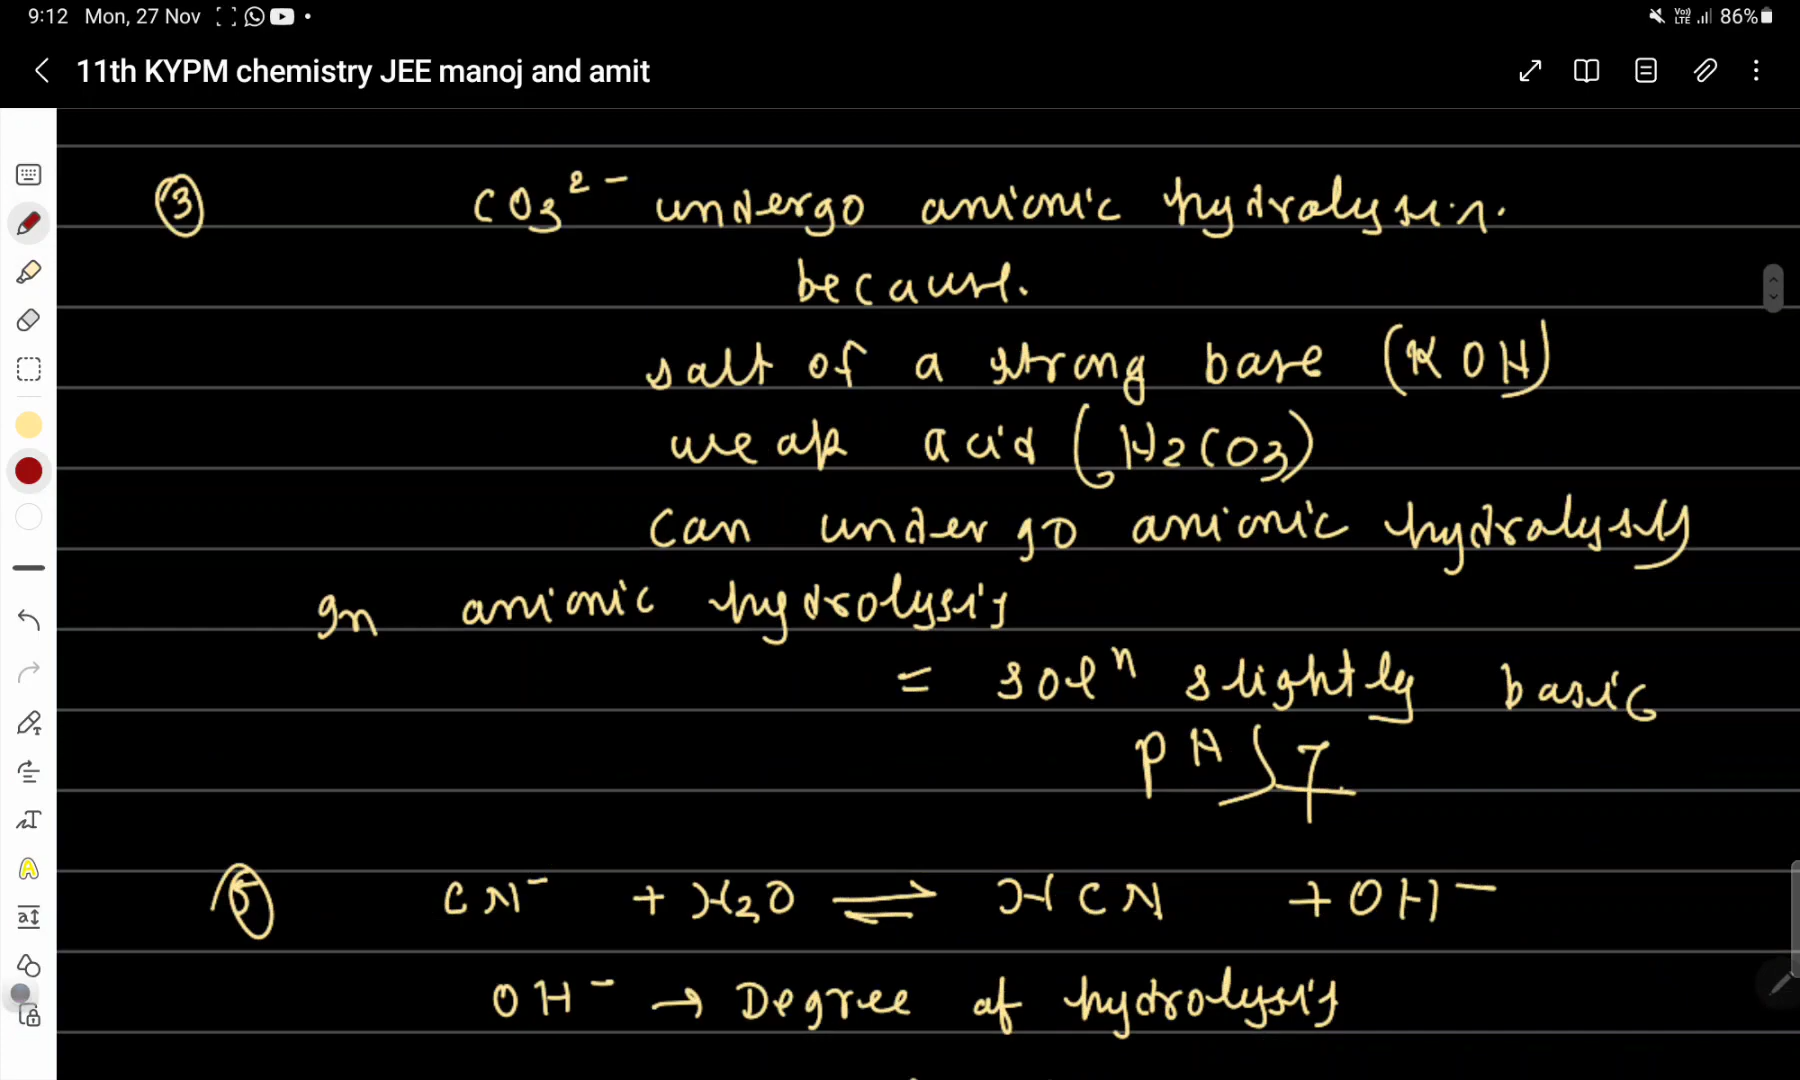 9:12 Mon, 27 Nov 86%
11th KYPM chemistry JEE manoj and amit
③ CO3²⁻ undergo anionic hydrolysis.
because.
salt of a strong base (KOH)
weak acid (H2CO3)
can undergo anionic hydrolysis
In anionic hydrolysis
= solⁿ slightly basic
pH > 7
⑤ CN⁻ + H2O ⇌ HCN + OH⁻
OH⁻ → Degree of hydrolysis